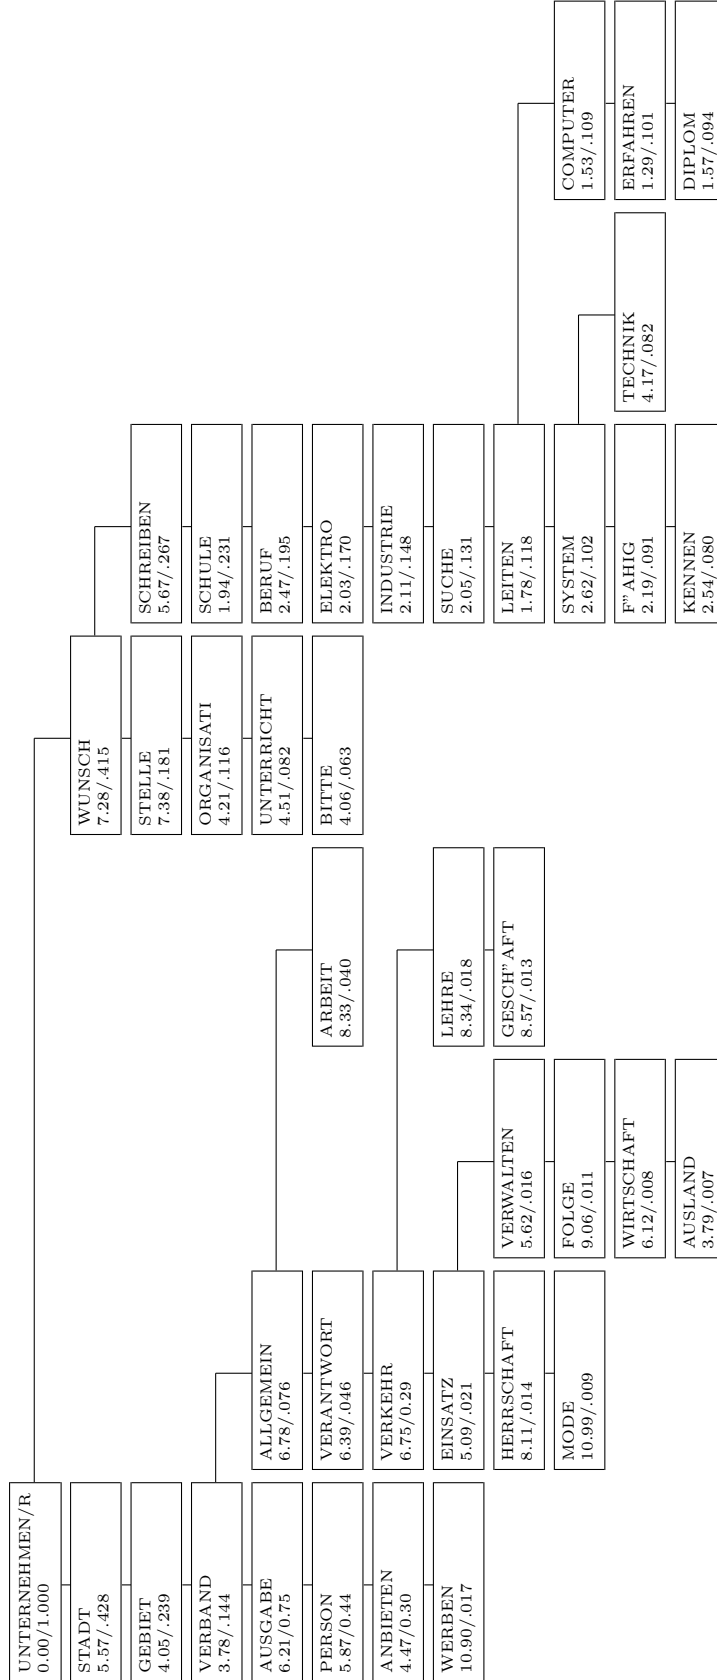 UNTERNEHMEN/R
0.00/1.000
STADT
5.57/.428
GEBIET
4.05/.239
VERBAND
3.78/.144
AUSGABE
6.21/0.75
PERSON
5.87/0.44
ANBIETEN
4.47/0.30
WERBEN
10.90/.017
ALLGEMEIN
6.78/.076
VERANTWORT
6.39/.046
VERKEHR
6.75/0.29
EINSATZ
5.09/.021
HERRSCHAFT
8.11/.014
MODE
10.99/.009
VERWALTEN
5.62/.016
FOLGE
9.06/.011
WIRTSCHAFT
6.12/.008
AUSLAND
3.79/.007
ARBEIT
8.33/.040
LEHRE
8.34/.018
GESCH"AFT
8.57/.013
WUNSCH
7.28/.415
STELLE
7.38/.181
ORGANISATI
4.21/.116
UNTERRICHT
4.51/.082
BITTE
4.06/.063
SCHREIBEN
5.67/.267
SCHULE
1.94/.231
BERUF
2.47/.195
ELEKTRO
2.03/.170
INDUSTRIE
2.11/.148
SUCHE
2.05/.131
LEITEN
1.78/.118
SYSTEM
2.62/.102
F"AHIG
2.19/.091
KENNEN
2.54/.080
TECHNIK
4.17/.082
COMPUTER
1.53/.109
ERFAHREN
1.29/.101
DIPLOM
1.57/.094